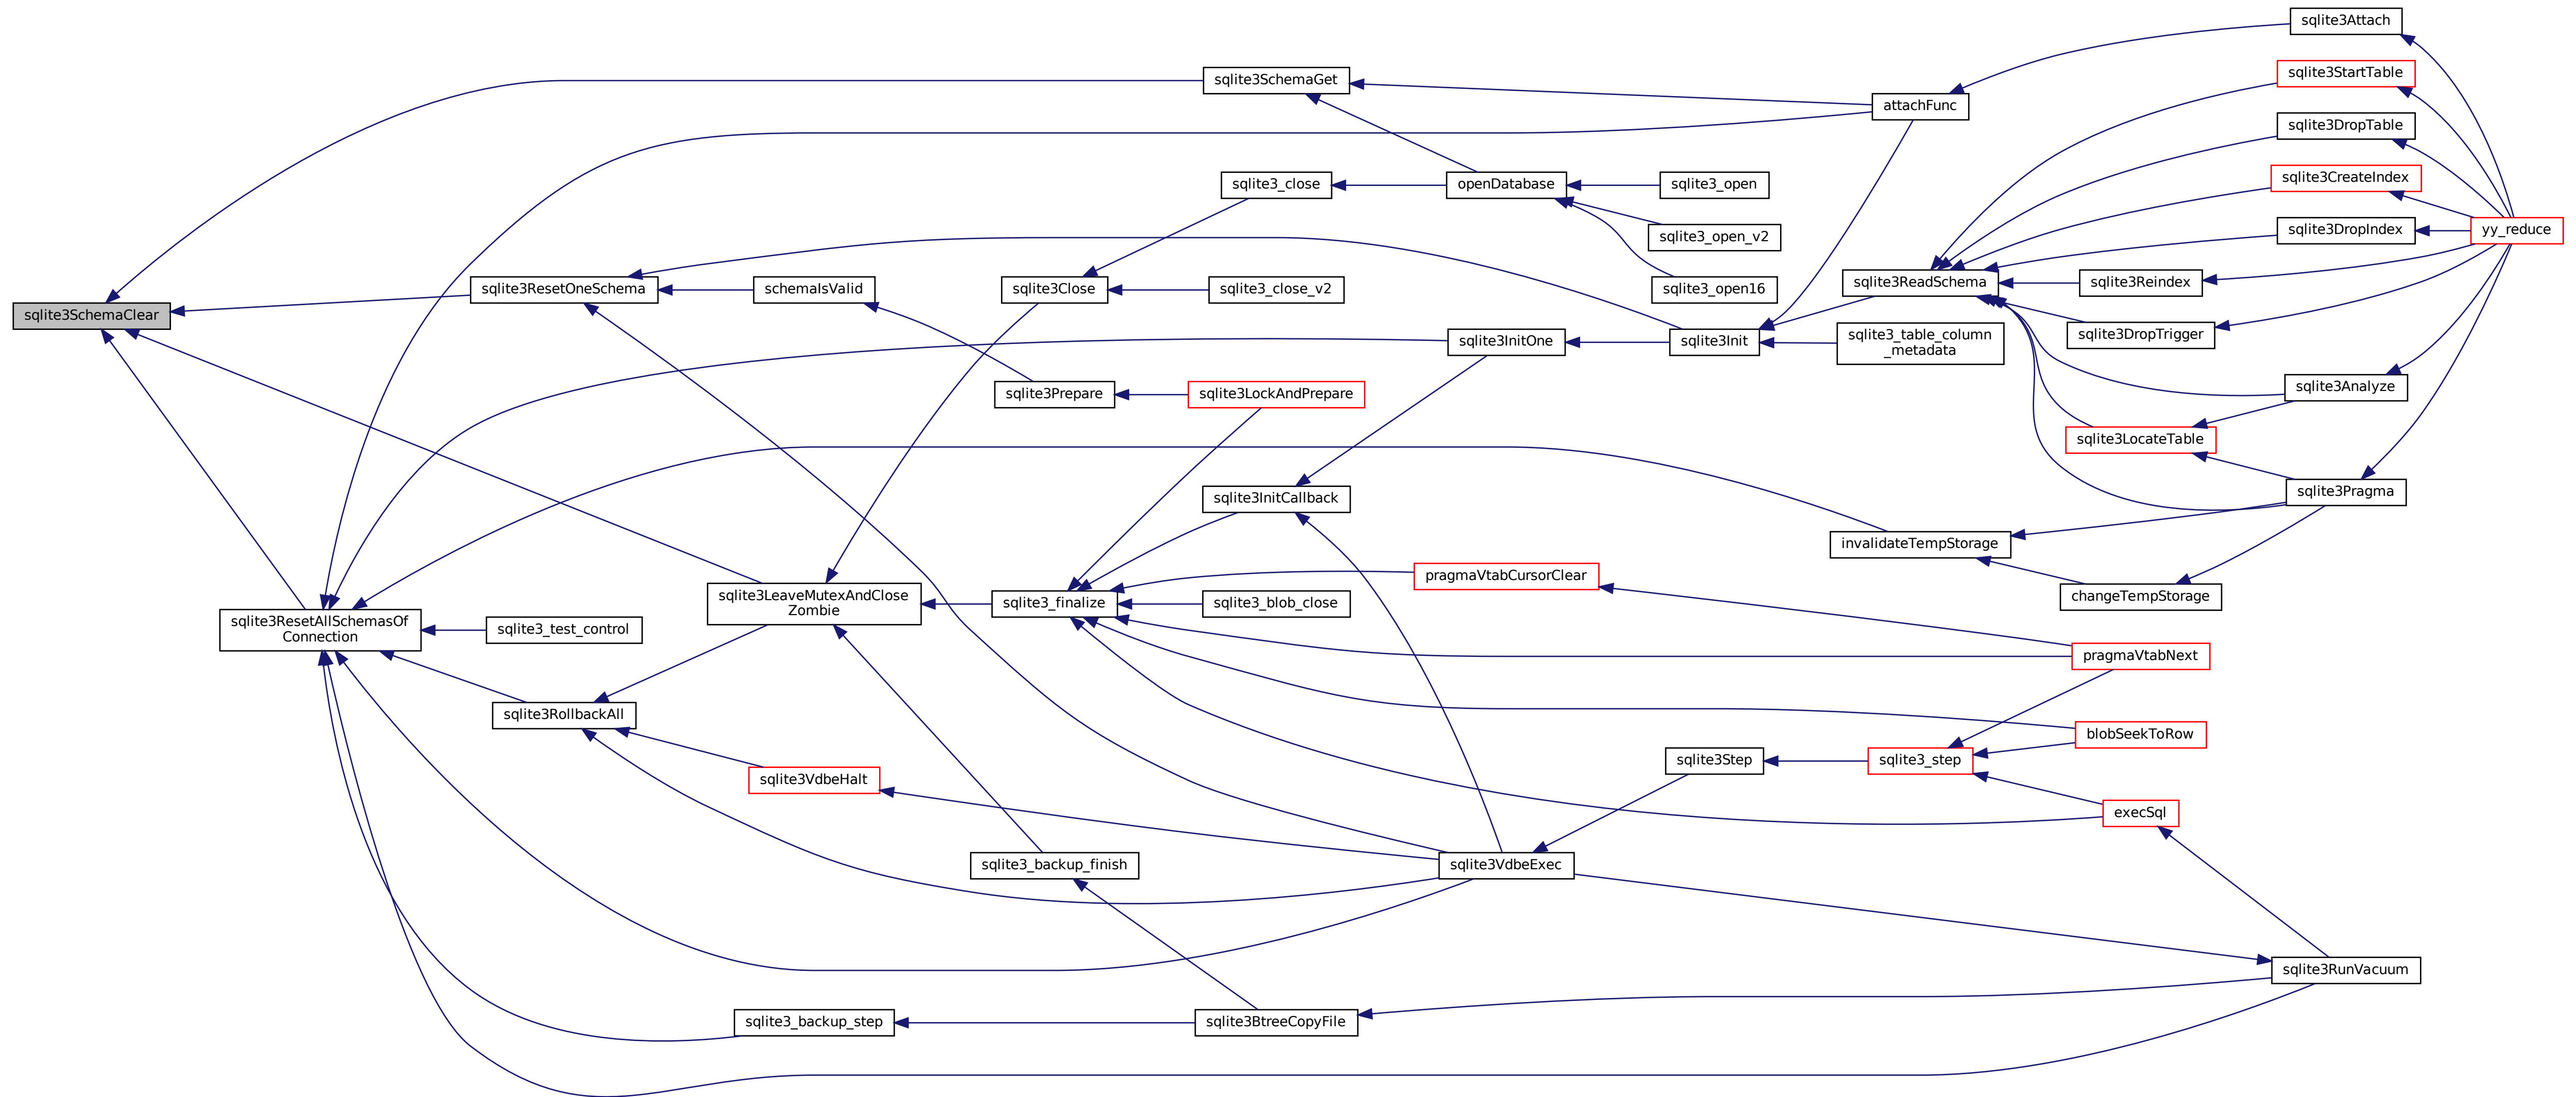 sqlite3SchemaClear
sqlite3SchemaGet
sqlite3ResetOneSchema
sqlite3ResetAllSchemasOf
Connection
sqlite3_test_control
sqlite3RollbackAll
schemaIsValid
sqlite3LeaveMutexAndClose
Zombie
sqlite3VdbeHalt
sqlite3_backup_step
sqlite3_close
sqlite3Close
sqlite3_close_v2
sqlite3Prepare
sqlite3LockAndPrepare
sqlite3InitCallback
sqlite3_finalize
sqlite3_blob_close
sqlite3_backup_finish
sqlite3BtreeCopyFile
openDatabase
sqlite3InitOne
pragmaVtabCursorClear
sqlite3VdbeExec
sqlite3_open
sqlite3_open_v2
sqlite3_open16
sqlite3Init
sqlite3Step
attachFunc
sqlite3ReadSchema
sqlite3_table_column
_metadata
invalidateTempStorage
sqlite3_step
sqlite3Reindex
sqlite3DropTrigger
sqlite3LocateTable
changeTempStorage
pragmaVtabNext
blobSeekToRow
execSql
sqlite3Attach
sqlite3StartTable
sqlite3DropTable
sqlite3CreateIndex
sqlite3DropIndex
sqlite3Analyze
sqlite3Pragma
sqlite3RunVacuum
yy_reduce